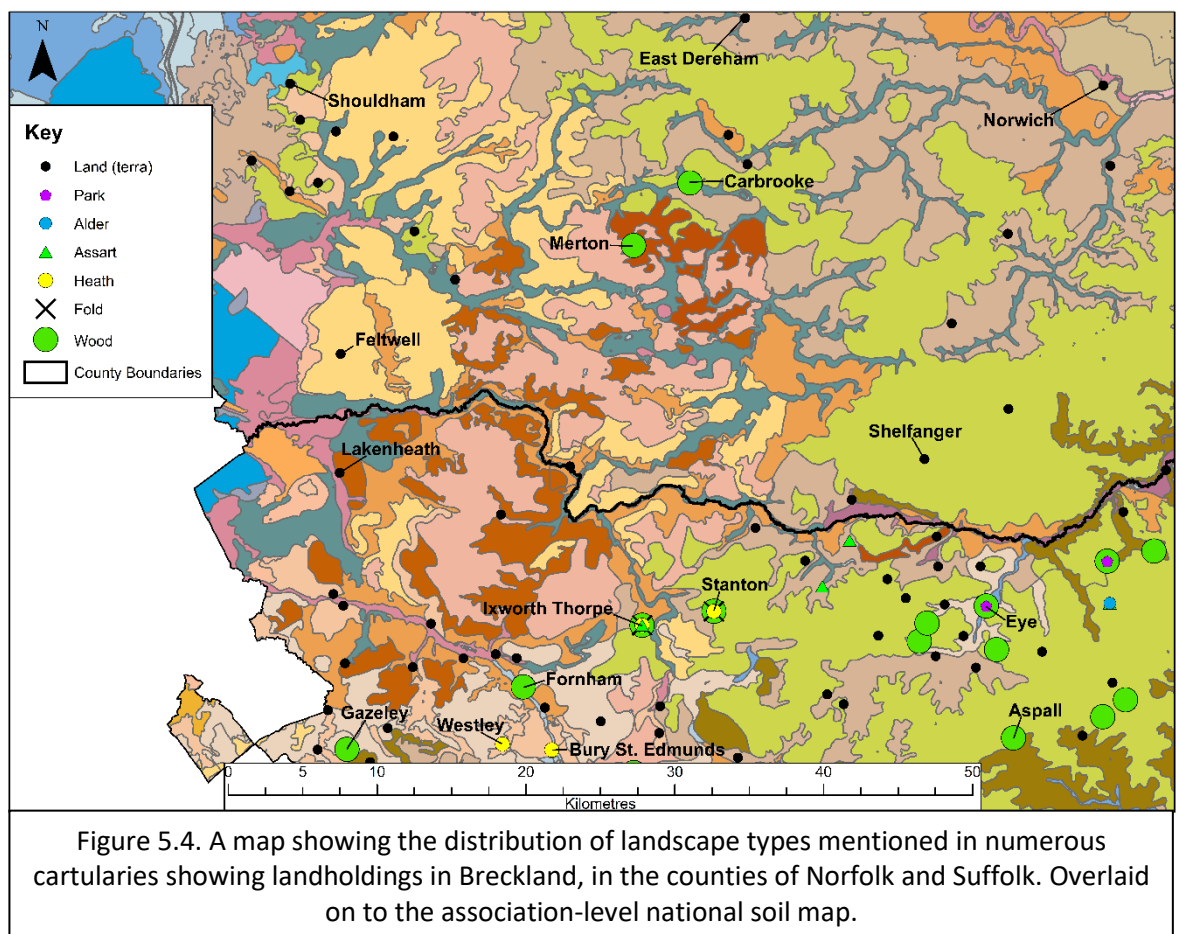 N
East Dereham
Shouldham
Norwich
Key
Land (terra)
Park
Alder
Assart
Heath
Fold
Wood
County Boundaries
Carbrooke
Merton
Feltwell
Shelfanger
Lakenheath
Stanton
Ixworth Thorpe
Eye
Fornham
Gazeley
Westley
Aspall
Bury St. Edmunds
0 5 10 20 30 40 50
Kilometres
Figure 5.4. A map showing the distribution of landscape types mentioned in numerous
cartularies showing landholdings in Breckland, in the counties of Norfolk and Suffolk. Overlaid
on to the association-level national soil map.